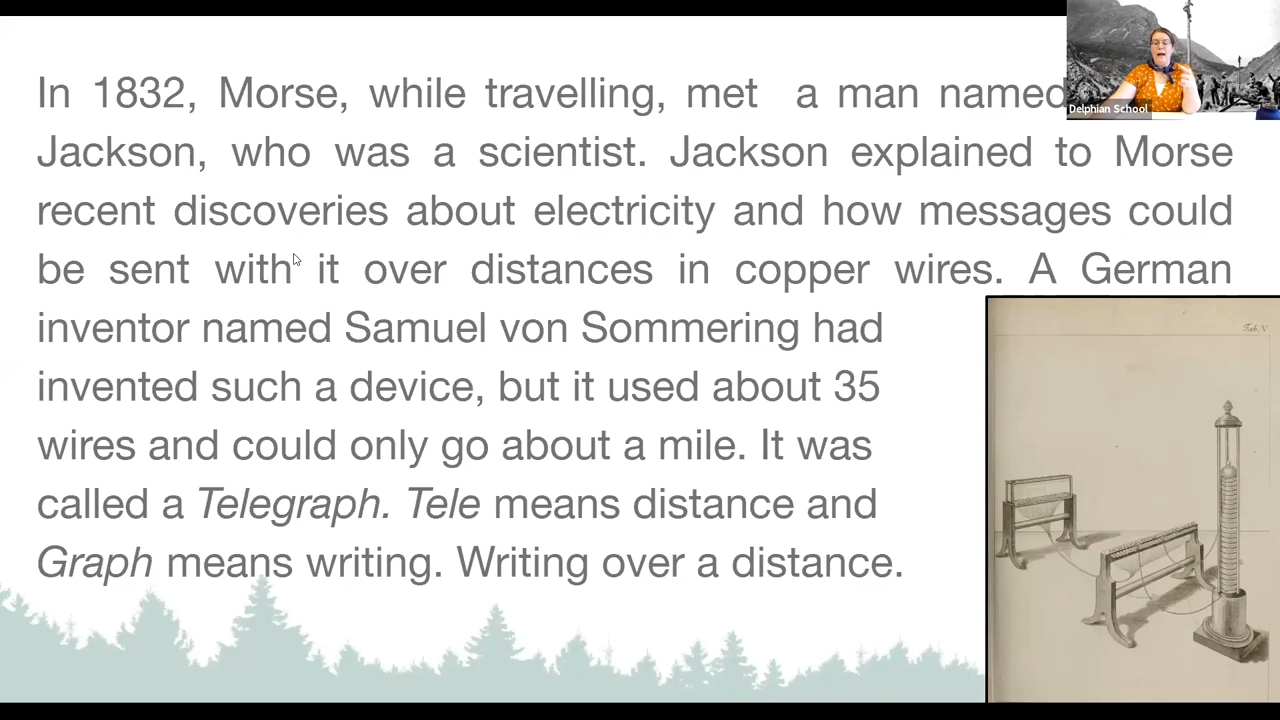 In 1832, Morse, while travelling, met a man named
Jackson, who was a scientist. Jackson explained to Morse
recent discoveries about electricity and how messages could
be sent with it over distances in copper wires. A German
inventor named Samuel von Sommering had
invented such a device, but it used about 35
wires and could only go about a mile. It was
called a Telegraph. Tele means distance and
Graph means writing. Writing over a distance.
Delphian School
Tab. V.